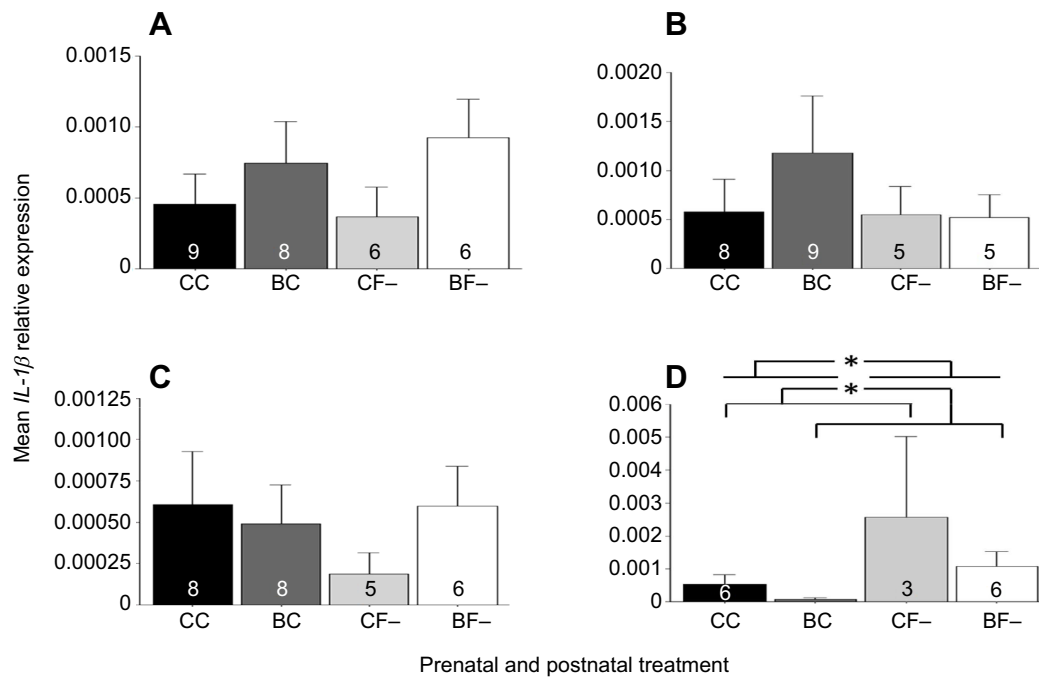 A
0.0015
0.0010
0.0005
0
9
8
6
6
CC
BC
CF–
BF–
B
0.0020
0.0015
0.0010
0.0005
0
8
9
5
5
CC
BC
CF–
BF–
Mean IL-1β relative expression
C
0.00125
0.00100
0.00075
0.00050
0.00025
0
8
8
5
6
CC
BC
CF–
BF–
D
*
*
0.006
0.005
0.004
0.003
0.002
0.001
0
6
3
6
CC
BC
CF–
BF–
Prenatal and postnatal treatment